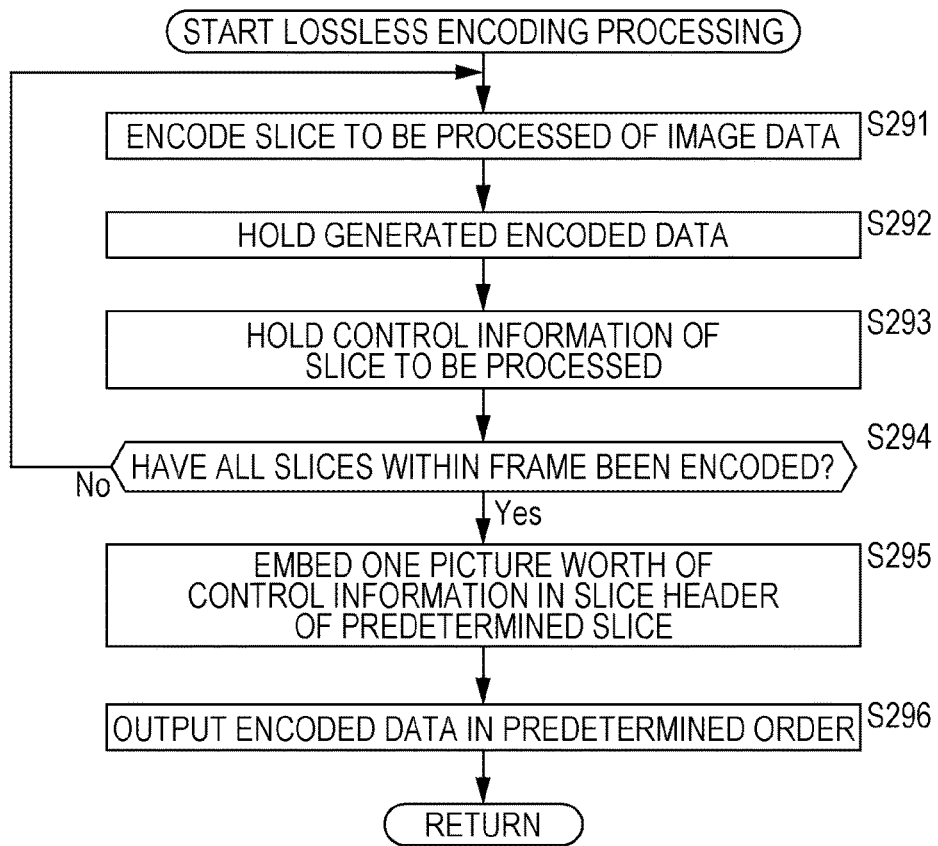 START LOSSLESS ENCODING PROCESSING
ENCODE SLICE TO BE PROCESSED OF IMAGE DATA
S291
HOLD GENERATED ENCODED DATA
S292
HOLD CONTROL INFORMATION OF
SLICE TO BE PROCESSED
S293
HAVE ALL SLICES WITHIN FRAME BEEN ENCODED?
S294
No
Yes
EMBED ONE PICTURE WORTH OF
CONTROL INFORMATION IN SLICE HEADER
OF PREDETERMINED SLICE
S295
OUTPUT ENCODED DATA IN PREDETERMINED ORDER
S296
RETURN